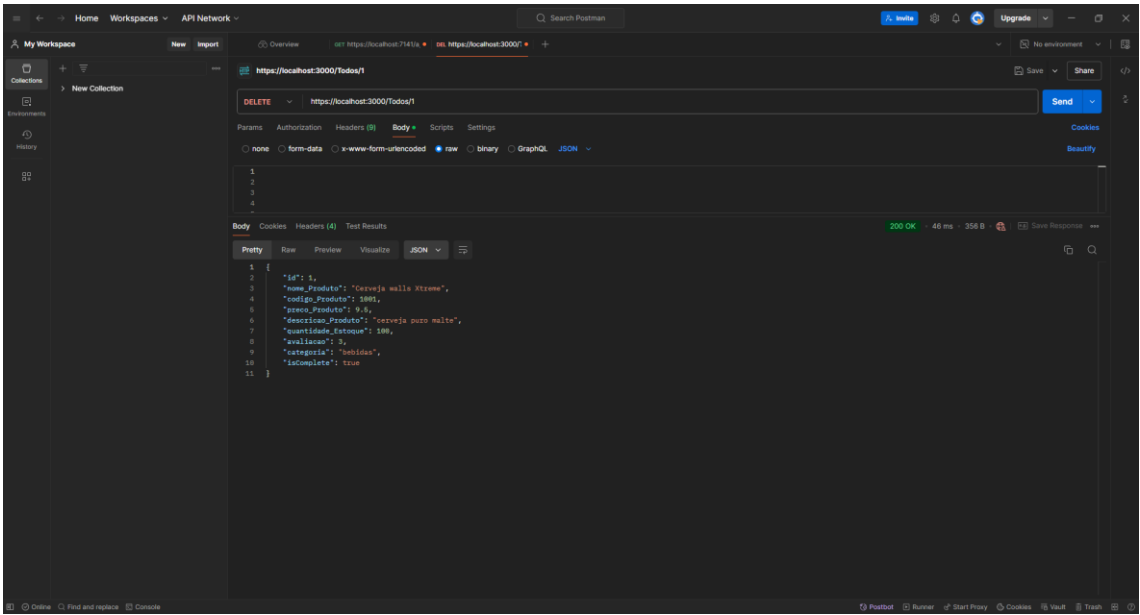 Home Workspaces API Network Search Postman Invite Upgrade
My Workspace New Import Overview GET https://localhost:7141/a DEL https://localhost:3000/T No environment
Collections
Environments
History
New Collection
https://localhost:3000/Todos/1 Save Share
DELETE https://localhost:3000/Todos/1 Send
Params Authorization Headers (9) Body Scripts Settings Cookies
none form-data x-www-form-urlencoded raw binary GraphQL JSON Beautify
1
2
3
4
Body Cookies Headers (4) Test Results 200 OK 46 ms 358 B Save Response
Pretty Raw Preview Visualize JSON
1 {
2 "id": 1,
3 "nome_Produto": "Cerveja walla Xtreme",
4 "codigo_Produto": 1001,
5 "preco_Produto": 9.5,
6 "descricao_Produto": "cerveja puro malte",
7 "quantidade_Estoque": 100,
8 "avaliacao": 3,
9 "categoria": "bebidas",
10 "isComplete": true
11 }
Online Find and replace Console Postbot Runner Start Proxy Cookies Vault Trash